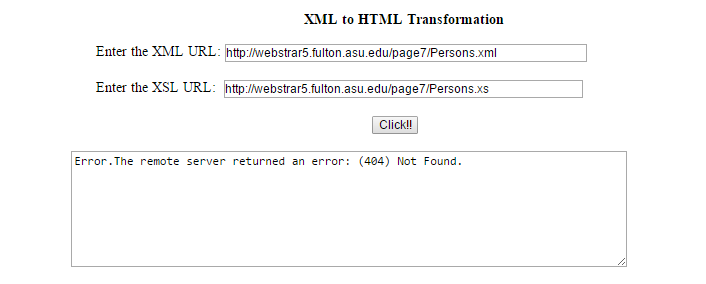 XML to HTML Transformation
Enter the XML URL: http://webstrar5.fulton.asu.edu/page7/Persons.xml
Enter the XSL URL: http://webstrar5.fulton.asu.edu/page7/Persons.xs
Click!!
Error.The remote server returned an error: (404) Not Found.